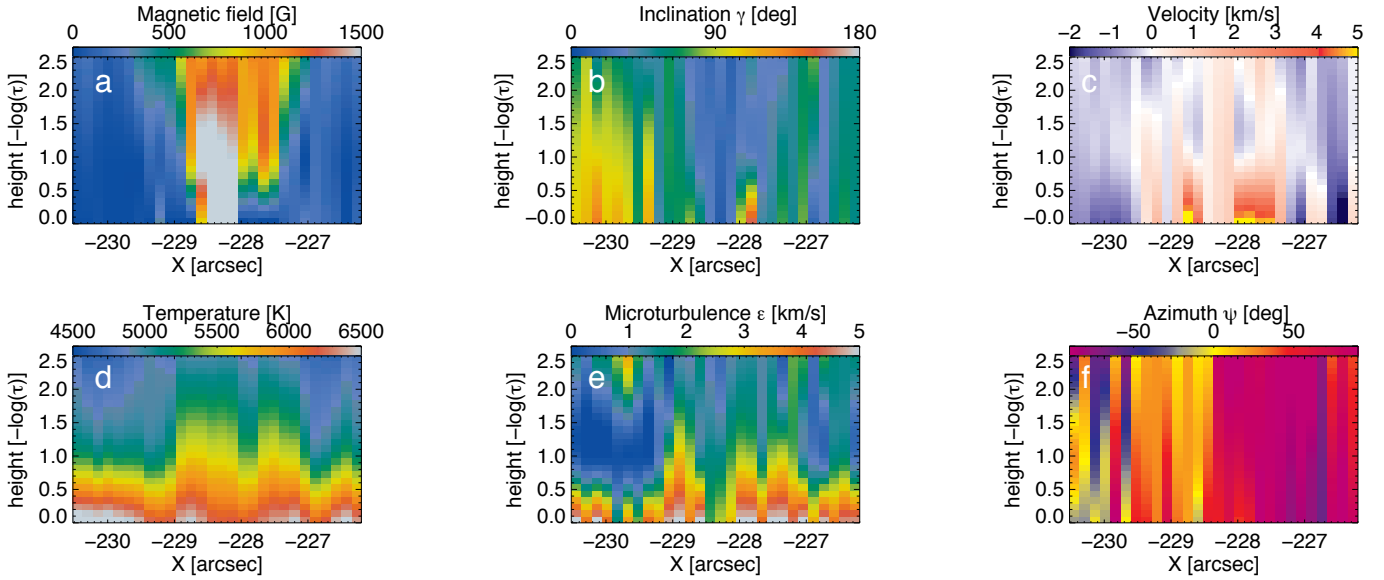 Magnetic field [G]
0 500 1000 1500
a
height [−log(τ)]
2.5
2.0
1.5
1.0
0.5
0.0
−230 −229 −228 −227
X [arcsec]
Inclination γ [deg]
0 90 180
b
height [−log(τ)]
2.5
2.0
1.5
1.0
0.5
−0.0
−230 −229 −228 −227
X [arcsec]
Velocity [km/s]
−2 −1 0 1 2 3 4 5
c
height [−log(τ)]
2.5
2.0
1.5
1.0
0.5
−0.0
−230 −229 −228 −227
X [arcsec]
Temperature [K]
4500 5000 5500 6000 6500
d
height [−log(τ)]
2.5
2.0
1.5
1.0
0.5
0.0
−230 −229 −228 −227
X [arcsec]
Microturbulence ε [km/s]
0 1 2 3 4 5
e
height [−log(τ)]
2.5
2.0
1.5
1.0
0.5
0.0
−230 −229 −228 −227
X [arcsec]
Azimuth ψ [deg]
−50 0 50
f
height [−log(τ)]
2.5
2.0
1.5
1.0
0.5
0.0
−230 −229 −228 −227
X [arcsec]